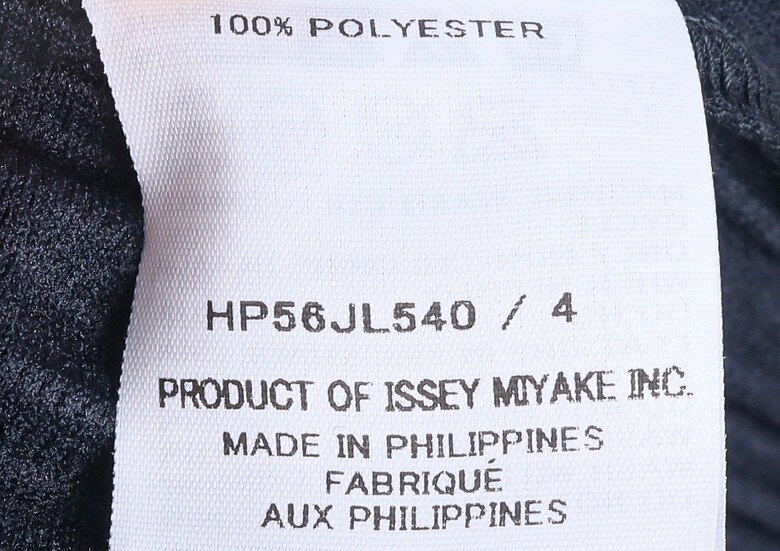 100% POLYESTER
HP56JL540 / 4
PRODUCT OF ISSEY MIYAKE INC.
MADE IN PHILIPPINES
FABRIQUÉ
AUX PHILIPPINES